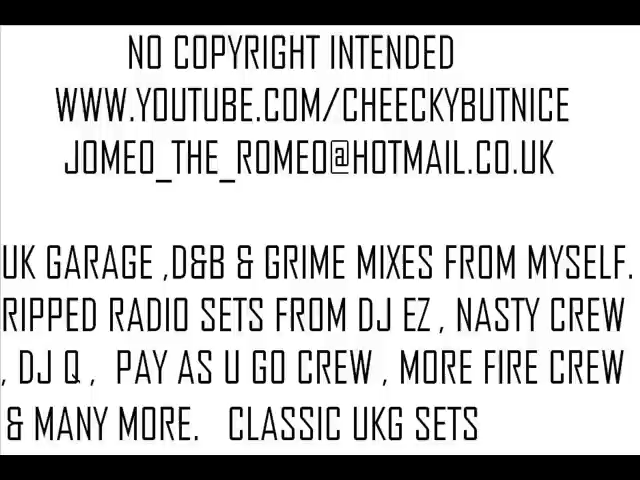 NO COPYRIGHT INTENDED
WWW.YOUTUBE.COM/CHEECKYBUTNICE
JOMEO_THE_ROMEO@HOTMAIL.CO.UK
UK GARAGE ,D&B & GRIME MIXES FROM MYSELF.
RIPPED RADIO SETS FROM DJ EZ , NASTY CREW
, DJ Q , PAY AS U GO CREW , MORE FIRE CREW
& MANY MORE. CLASSIC UKG SETS